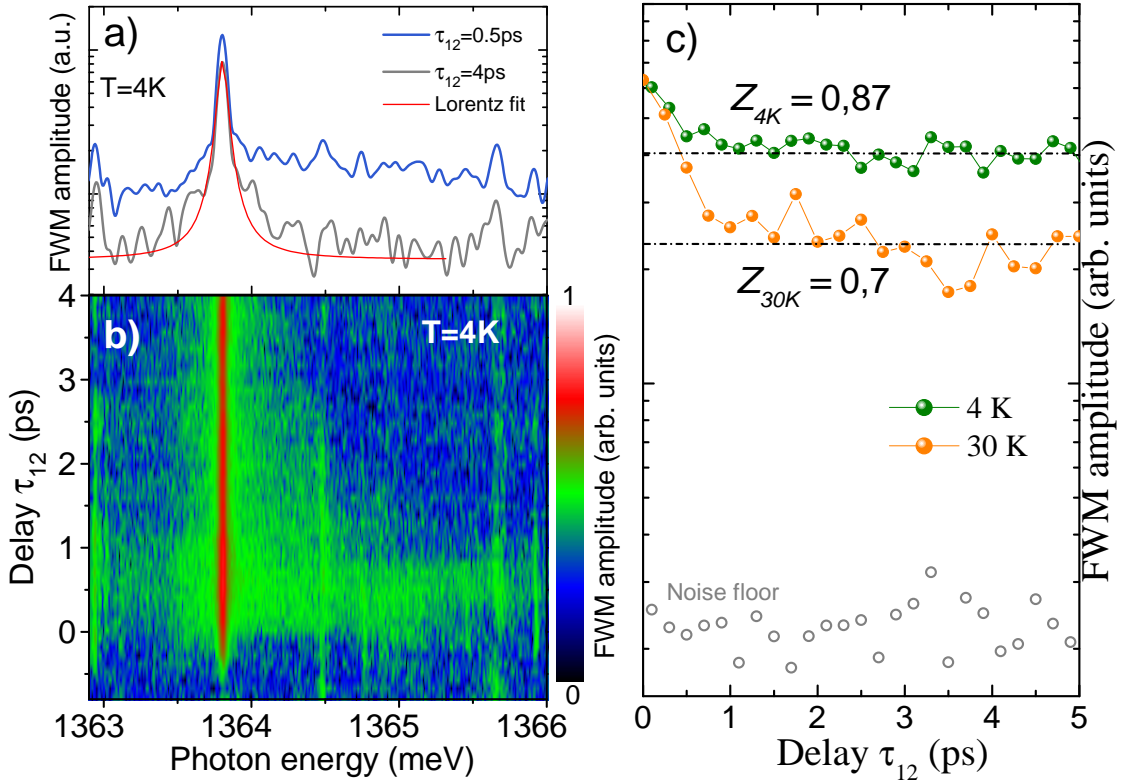 a)
T=4K
τ12=0.5ps
τ12=4ps
Lorentz fit
FWM amplitude (a.u.)
b)
T=4K
4
3
2
1
0
Delay τ12 (ps)
1363
1364
1365
1366
Photon energy (meV)
1
0
FWM amplitude (arb. units)
c)
Z4K = 0,87
Z30K = 0,7
4 K
30 K
Noise floor
0
1
2
3
4
5
Delay τ12 (ps)
FWM amplitude (arb. units)